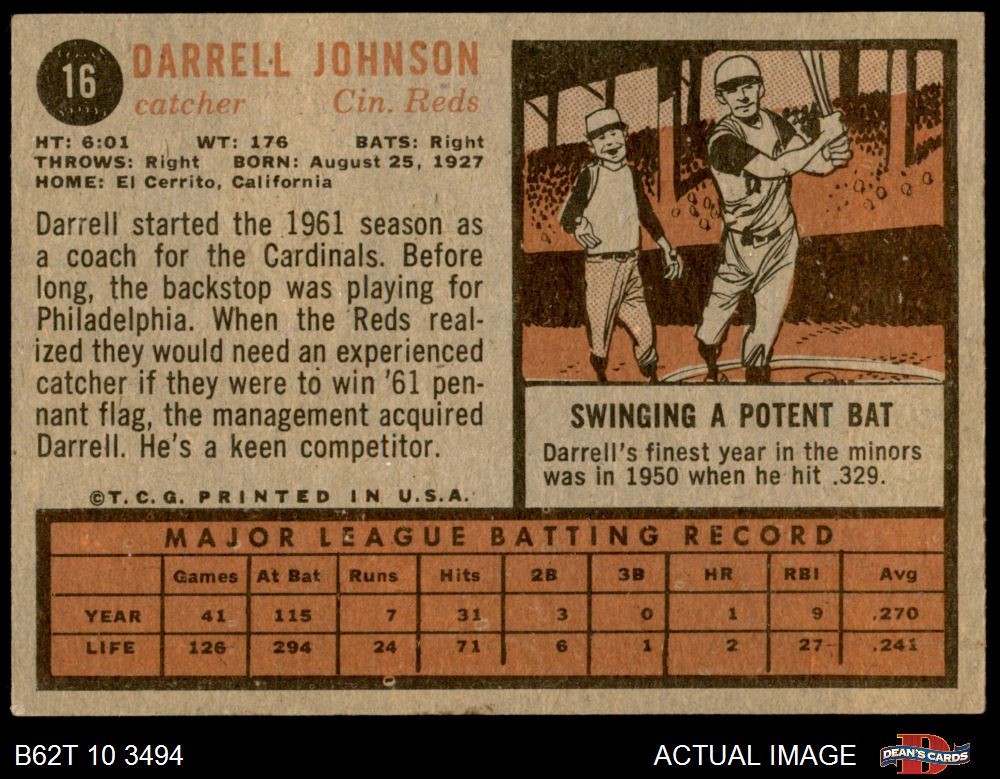 16
DARRELL JOHNSON
catcher Cin. Reds
HT: 6:01 WT: 176 BATS: Right
THROWS: Right BORN: August 25, 1927
HOME: El Cerrito, California
Darrell started the 1961 season as
a coach for the Cardinals. Before
long, the backstop was playing for
Philadelphia. When the Reds real-
ized they would need an experienced
catcher if they were to win '61 pen-
nant flag, the management acquired
Darrell. He's a keen competitor.
©T.C.G. PRINTED IN U.S.A.
SWINGING A POTENT BAT
Darrell's finest year in the minors
was in 1950 when he hit .329.
MAJOR LEAGUE BATTING RECORD
Games At Bat Runs Hits 2B 3B HR RBI Avg
YEAR 41 115 7 31 3 0 1 9 .270
LIFE 126 294 24 71 6 1 2 27 .241
B62T 10 3494 ACTUAL IMAGE D DEAN'S CARDS